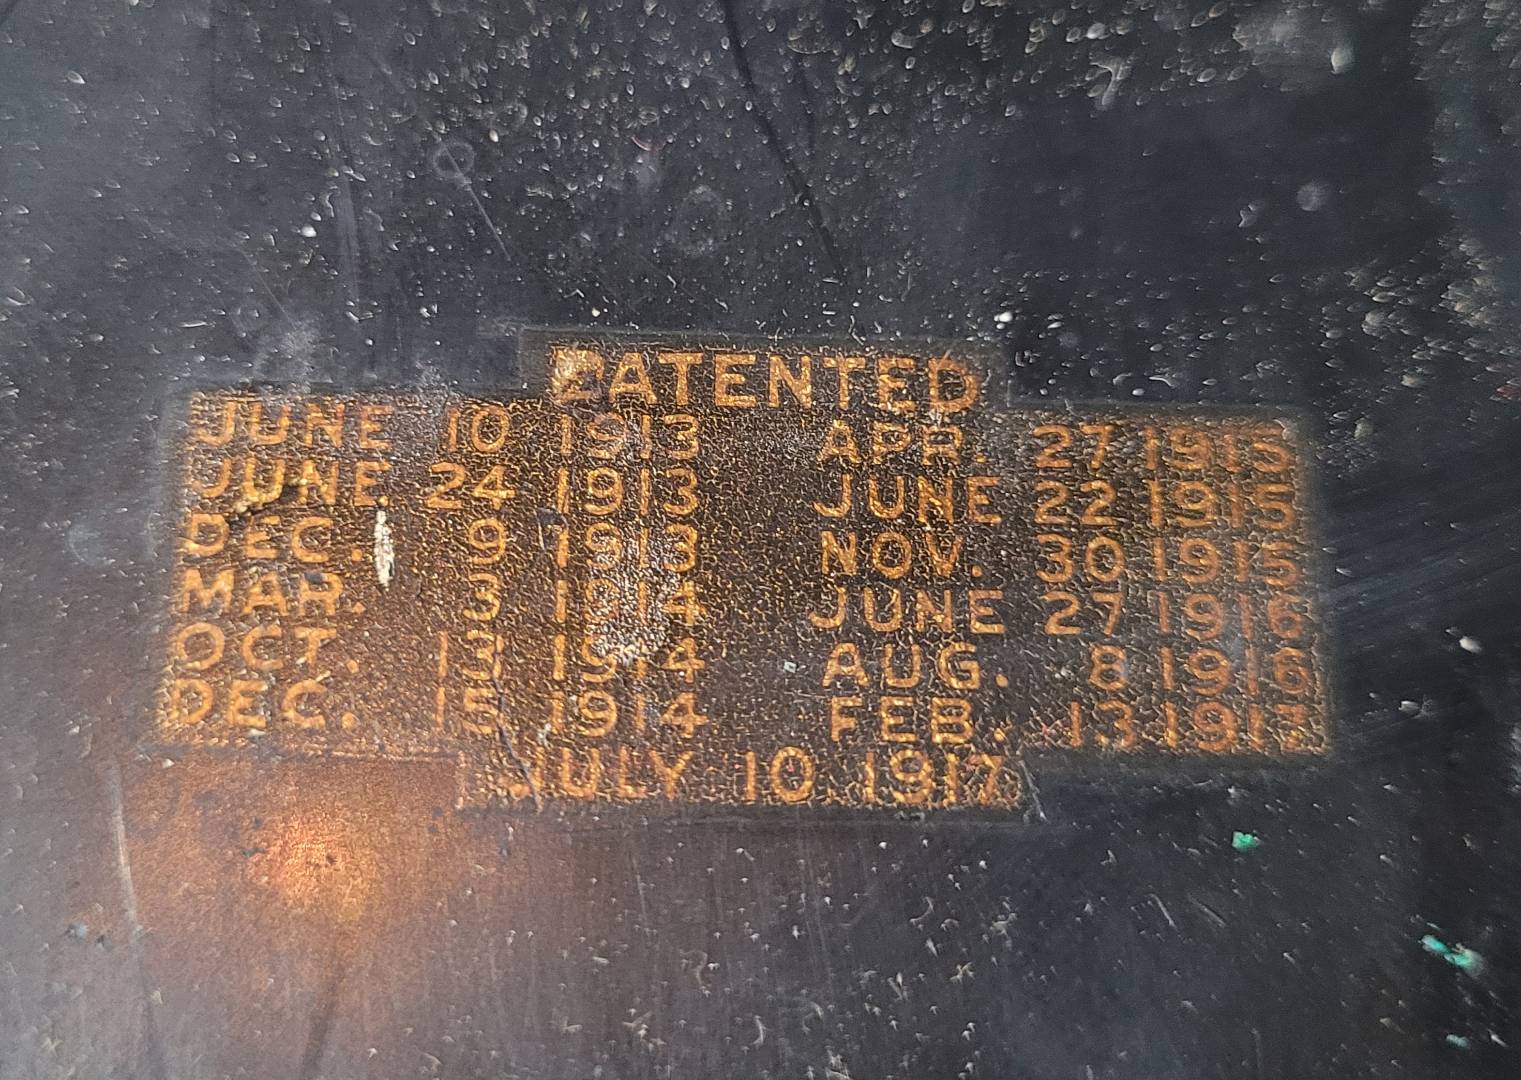 PATENTED
JUNE 10 1913 APR. 27 1915
JUNE 24 1913 JUNE 22 1915
DEC. 9 1913 NOV. 30 1915
MAR. 3 1914 JUNE 27 1916
OCT. 13 1914 AUG. 8 1916
DEC. 15 1914 FEB. 13 1917
JULY 10 1917